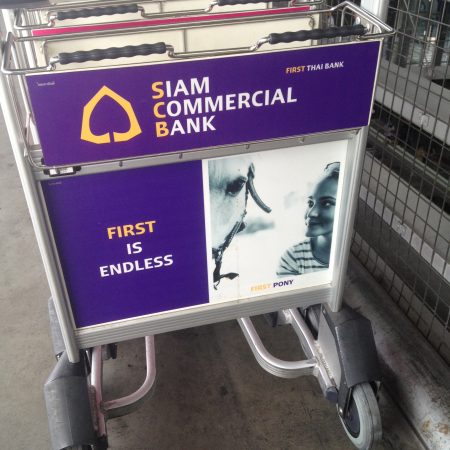 FIRST THAI BANK
SIAM
COMMERCIAL
BANK
FIRST
IS
ENDLESS
FIRST PONY